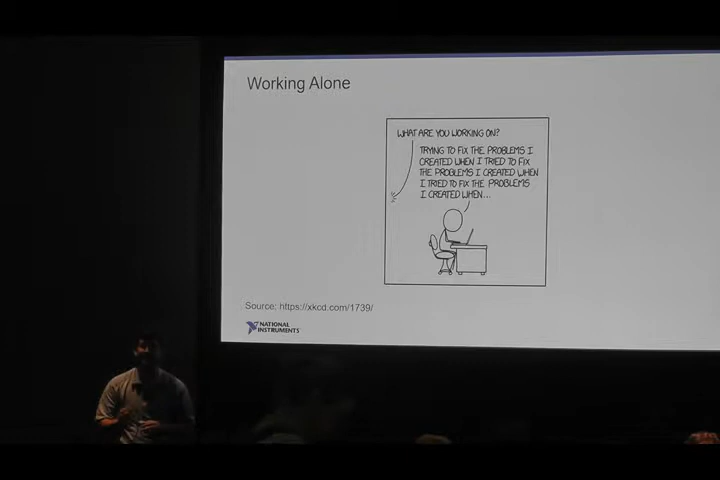 Working Alone
WHAT ARE YOU WORKING ON?
TRYING TO FIX THE PROBLEMS I
CREATED WHEN I TRIED TO FIX
THE PROBLEMS I CREATED WHEN
I TRIED TO FIX THE PROBLEMS
I CREATED WHEN...
Source: https://xkcd.com/1739/
NATIONAL
INSTRUMENTS